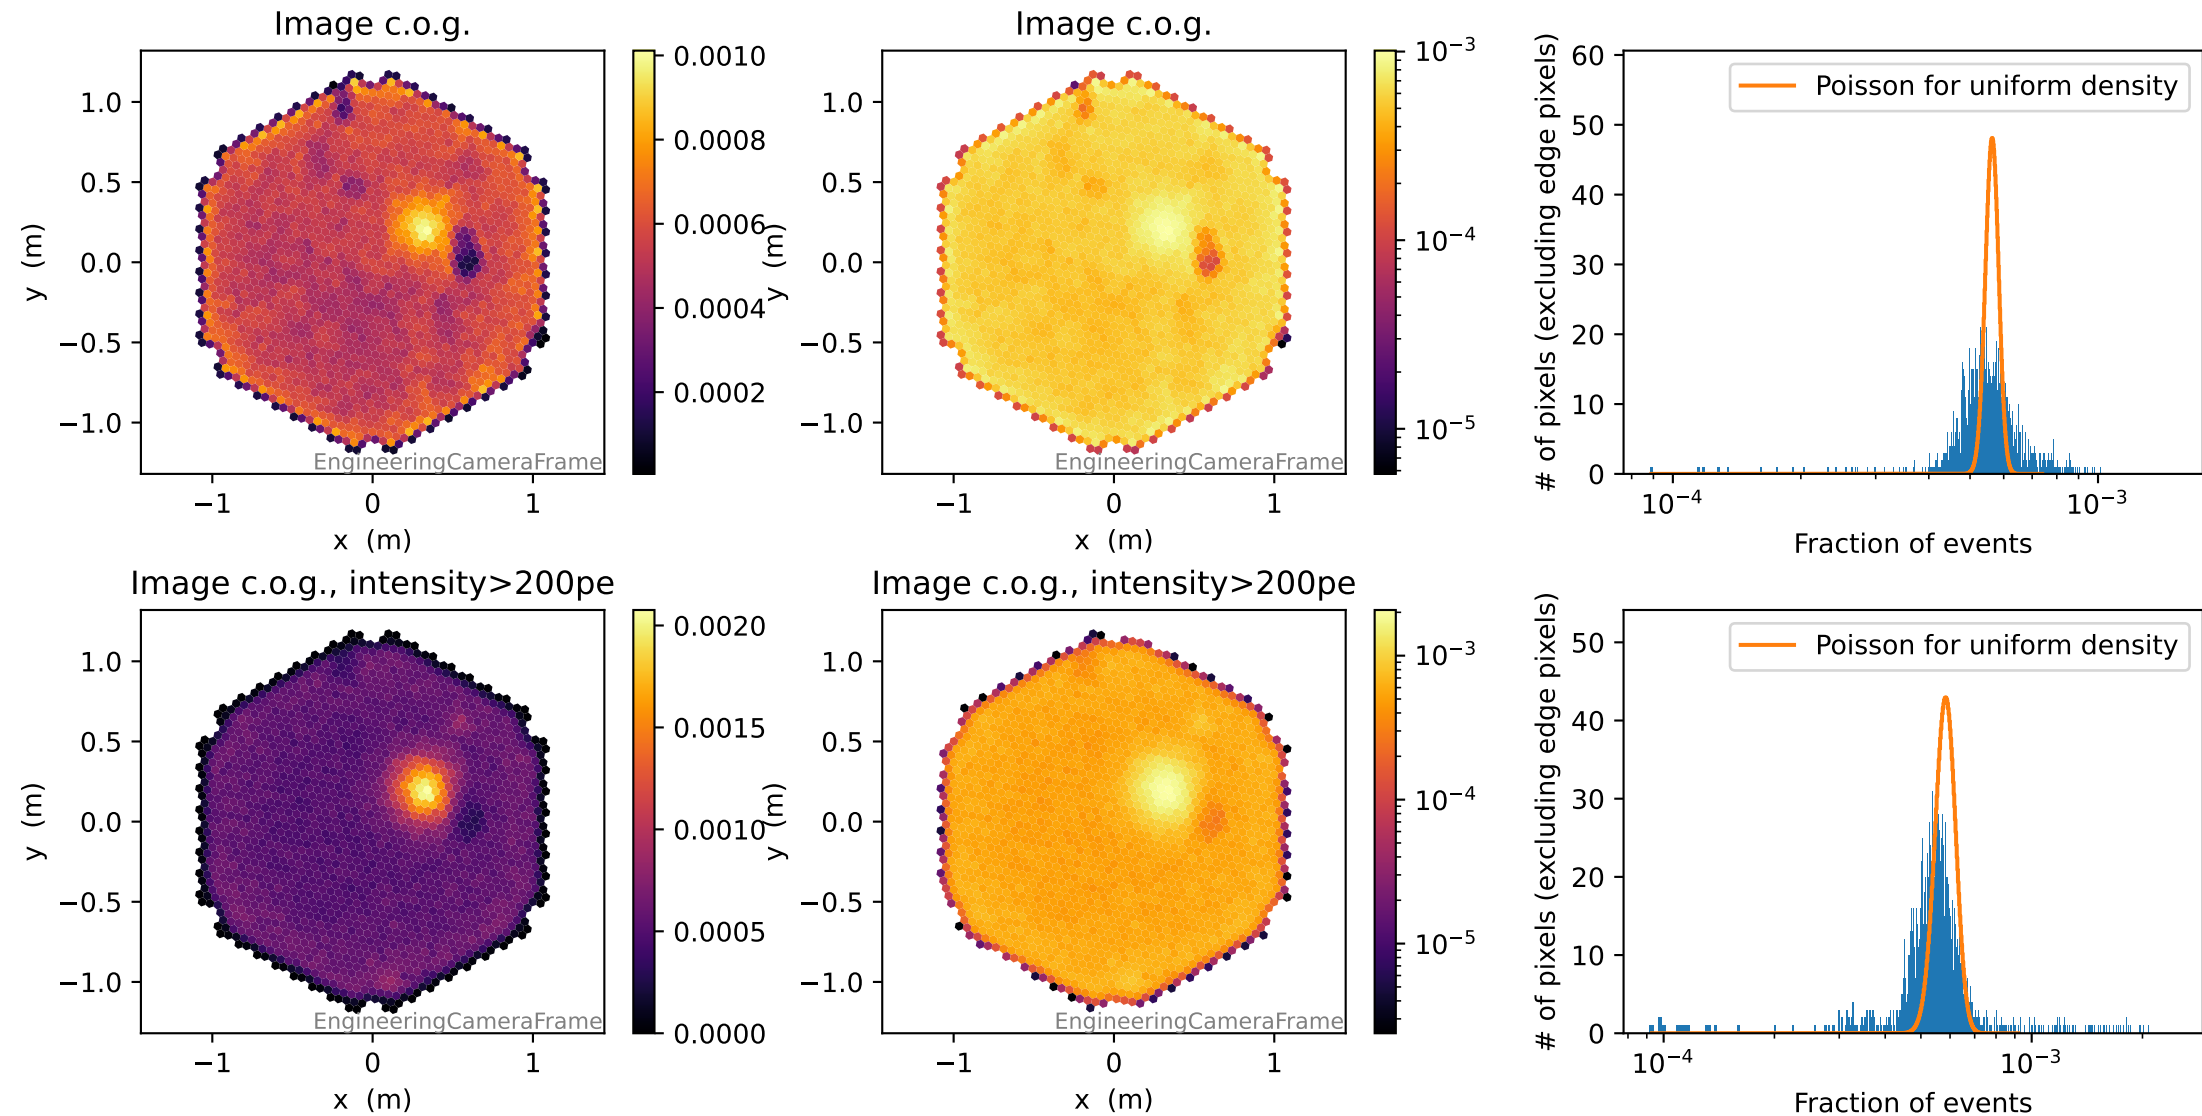 Image c.o.g.
y (m)
1.0
0.5
0.0
−0.5
−1.0
−1
0
1
x (m)
EngineeringCameraFrame
0.0010
0.0008
0.0006
0.0004
0.0002
Image c.o.g.
y (m)
1.0
0.5
0.0
−0.5
−1.0
−1
0
1
x (m)
EngineeringCameraFrame
10⁻³
10⁻⁴
10⁻⁵
# of pixels (excluding edge pixels)
60
50
40
30
20
10
0
Poisson for uniform density
10⁻⁴
10⁻³
Fraction of events
Image c.o.g., intensity>200pe
y (m)
1.0
0.5
0.0
−0.5
−1.0
−1
0
1
x (m)
EngineeringCameraFrame
0.0020
0.0015
0.0010
0.0005
0.0000
Image c.o.g., intensity>200pe
y (m)
1.0
0.5
0.0
−0.5
−1.0
−1
0
1
x (m)
EngineeringCameraFrame
10⁻³
10⁻⁴
10⁻⁵
# of pixels (excluding edge pixels)
50
40
30
20
10
0
Poisson for uniform density
10⁻⁴
10⁻³
Fraction of events